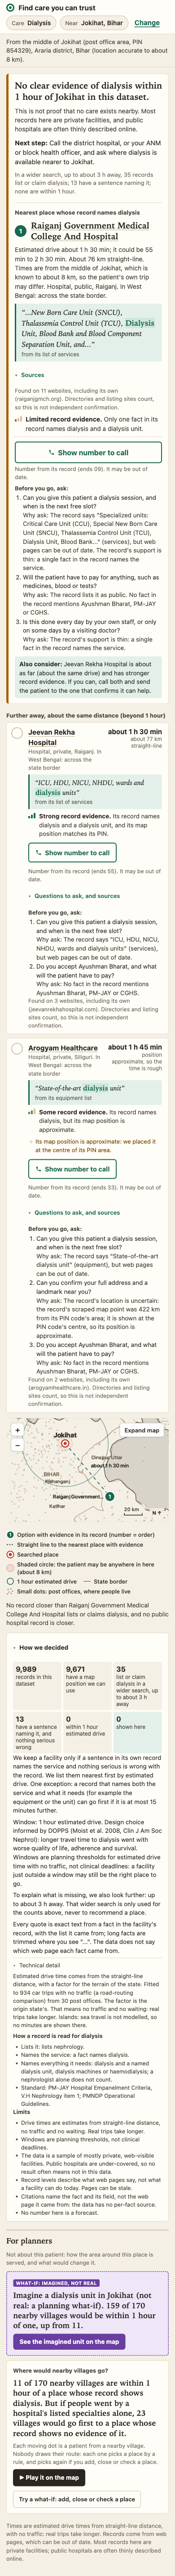 Find care you can trust
Care Dialysis Near Jokihat, Bihar Change
From the middle of Jokihat (post office area, PIN
854329), Araria district, Bihar (location accurate to about
8 km).
No clear evidence of dialysis within
1 hour of Jokihat in this dataset.
This is not proof that no care exists nearby. Most
records here are private facilities, and public
hospitals are often thinly described online.
Next step: Call the district hospital, or your ANM
or block health officer, and ask where dialysis is
available nearer to Jokihat.
In a wider search, up to about 3 h away, 35 records
list or claim dialysis; 13 have a sentence naming it;
none are within 1 hour.
Nearest place whose record names dialysis
1 Raiganj Government Medical
College And Hospital
Estimated drive about 1 h 30 min; it could be 55
min to 2 h 20 min. About 76 km straight-line.
Times are from the middle of Jokihat, which is
known to about 8 km, so the patient's own trip
may differ. Hospital, public, Raiganj. In West
Bengal: across the state border.
“...New Born Care Unit (SNCU),
Thalassemia Control Unit (TCU), Dialysis
Unit, Blood Bank and Blood Component
Separation Unit, and...”
from its list of services
Sources
Found on 11 websites, including its own
(raiganjgmch.org). Directories and listing sites
count, so this is not independent confirmation.
Limited record evidence. Only one fact in its
record names dialysis and a dialysis unit.
Show number to call
Number from its record (ends 09). It may be out of
date.
Before you go, ask:
1. Can you give this patient a dialysis session,
and when is the next free slot?
Why ask: The record says "Specialized units:
Critical Care Unit (CCU), Special New Born Care
Unit (SNCU), Thalassemia Control Unit (TCU),
Dialysis Unit, Blood Bank..." (services), but web
pages can be out of date. The record's support is
thin: a single fact in the record names the
service.
2. Will the patient have to pay for anything, such as
medicines, blood or tests?
Why ask: The record lists it as public. No fact in
the record mentions Ayushman Bharat, PM-JAY
or CGHS.
3. Is this done every day by your own staff, or only
on some days by a visiting doctor?
Why ask: The record's support is thin: a single
fact in the record names the service.
Also consider: Jeevan Rekha Hospital is about
as far (about the same drive) and has stronger
record evidence. If you can, call both and send
the patient to the one that confirms it can help.
Further away, about the same distance (beyond 1 hour)
Jeevan Rekha
Hospital
about 1 h 30 min
about 77 km
straight-line
Hospital, private, Raiganj. In
West Bengal: across the
state border
“ICU, HDU, NICU, NHDU, wards and
dialysis units”
from its list of services
Strong record evidence. Its record names
dialysis and a dialysis unit, and its map
position matches its PIN.
Show number to call
Number from its record (ends 55). It may be out of
date.
Questions to ask, and sources
Before you go, ask:
1. Can you give this patient a dialysis session,
and when is the next free slot?
Why ask: The record says "ICU, HDU, NICU,
NHDU, wards and dialysis units" (services),
but web pages can be out of date.
2. Do you accept Ayushman Bharat, and what
will the patient have to pay?
Why ask: No fact in the record mentions
Ayushman Bharat, PM-JAY or CGHS.
Found on 3 websites, including its own
(jeevanrekhahospital.com). Directories and listing
sites count, so this is not independent
confirmation.
Arogyam Healthcare
about 1 h 45 min
position
approximate, so the
time is rough
Hospital, private, Siliguri. In
West Bengal: across the
state border
“State-of-the-art dialysis unit”
from its equipment list
Some record evidence. Its record names
dialysis, but its map position is
approximate.
Its map position is approximate: we placed it
at the centre of its PIN area.
Show number to call
Number from its record (ends 33). It may be out of
date.
Questions to ask, and sources
Before you go, ask:
1. Can you give this patient a dialysis session,
and when is the next free slot?
Why ask: The record says "State-of-the-art
dialysis unit" (equipment), but web pages
can be out of date.
2. Can you confirm your full address and a
landmark near you?
Why ask: The record's location is uncertain:
the record's scraped map point was 422 km
from its PIN code's area; it is shown at the
PIN code's centre, so its position is
approximate.
3. Do you accept Ayushman Bharat, and what
will the patient have to pay?
Why ask: No fact in the record mentions
Ayushman Bharat, PM-JAY or CGHS.
Found on 2 websites, including its own
(arogyamhealthcare.in). Directories and listing
sites count, so this is not independent
confirmation.
+
−
Jokihat
Expand map
Dinajpur, Uttar
about 1 h 30 min
BIHAR
Kishanganj
Raiganj Government...
1
Katihar
20 km
N
1 Option with evidence in its record (number = order)
Straight line to the nearest place with evidence
Searched place
Shaded circle: the patient may be anywhere in here
(about 8 km)
1 hour estimated drive State border
Small dots: post offices, where people live
No record closer than Raiganj Government Medical
College And Hospital lists or claims dialysis, and no public
hospital record is closer.
How we decided
9,989
records in this
dataset
9,671
have a map
position we can
use
35
list or claim
dialysis in a
wider search, up
to about 3 h
away
13
have a sentence
naming it, and
nothing serious
wrong
0
within 1 hour
estimated drive
0
shown here
We keep a facility only if a sentence in its own record
names the service and nothing serious is wrong with
the record. We list them nearest first by estimated
drive. One exception: a record that names both the
service and what it needs (for example the
equipment or the unit) can go first if it is at most 15
minutes further.
Window: 1 hour estimated drive. Design choice
informed by DOPPS (Moist et al. 2008, Clin J Am Soc
Nephrol): longer travel time to dialysis went with
worse quality of life, adherence and survival.
Windows are planning thresholds for estimated drive
time with no traffic, not clinical deadlines: a facility
just outside a window may still be the right place to
go.
To explain what is missing, we also look further: up to
about 3 h away. That wider search is only used for
the counts above, never to recommend a place.
Every quote is exact text from a fact in the facility's
record, with the list it came from; long facts are
trimmed where you see "...". The data does not say
which web page each fact came from.
Technical detail
Estimated drive time comes from the straight-line
distance, with a factor for the terrain of the state. Fitted
to 934 car trips with no traffic (a road-routing
comparison) from 30 post offices. The factor is the
origin state's. That means no traffic and no waiting: real
trips take longer. Islands: sea travel is not modelled, so
no minutes are shown there.
How a record is read for dialysis
Lists it: lists nephrology.
Names the service: a fact names dialysis.
Names everything it needs: dialysis and a named
dialysis unit, dialysis machines or haemodialysis; a
nephrologist alone does not count.
Standard: PM-JAY Hospital Empanelment Criteria,
V.H Nephrology item 1; PMNDP Operational
Guidelines.
Limits
Drive times are estimates from straight-line distance,
no traffic and no waiting. Real trips take longer.
Windows are planning thresholds, not clinical
deadlines.
The data is a sample of mostly private, web-visible
facilities. Public hospitals are under-covered, so no
result often means not in this data.
Record levels describe what web pages say, not what
a facility can do today. Pages can be stale.
Citations name the fact and its field, not the web
page it came from: the data has no per-fact source.
No number here is a forecast.
For planners
Not about this patient: how the area around this place is
served, and what would change it.
WHAT-IF: IMAGINED, NOT REAL
Imagine a dialysis unit in Jokihat (not
real: a planning what-if). 159 of 170
nearby villages would be within 1 hour
of one, up from 11.
See the imagined unit on the map
Where would nearby villages go?
11 of 170 nearby villages are within 1
hour of a place whose record shows
dialysis. But if people went by a
hospital's listed specialties alone, 23
villages would go first to a place whose
record shows no evidence of it.
Each moving dot is a patient from a nearby village.
Nobody draws their route: each one picks a place by a
rule, and picks again if you add, close or check a place.
Play it on the map
Try a what-if: add, close or check a place
Times are estimated drive times from straight-line distance,
with no traffic: real trips take longer. Records come from web
pages, which can be out of date. Most records here are
private facilities; public hospitals are often thinly described
online.